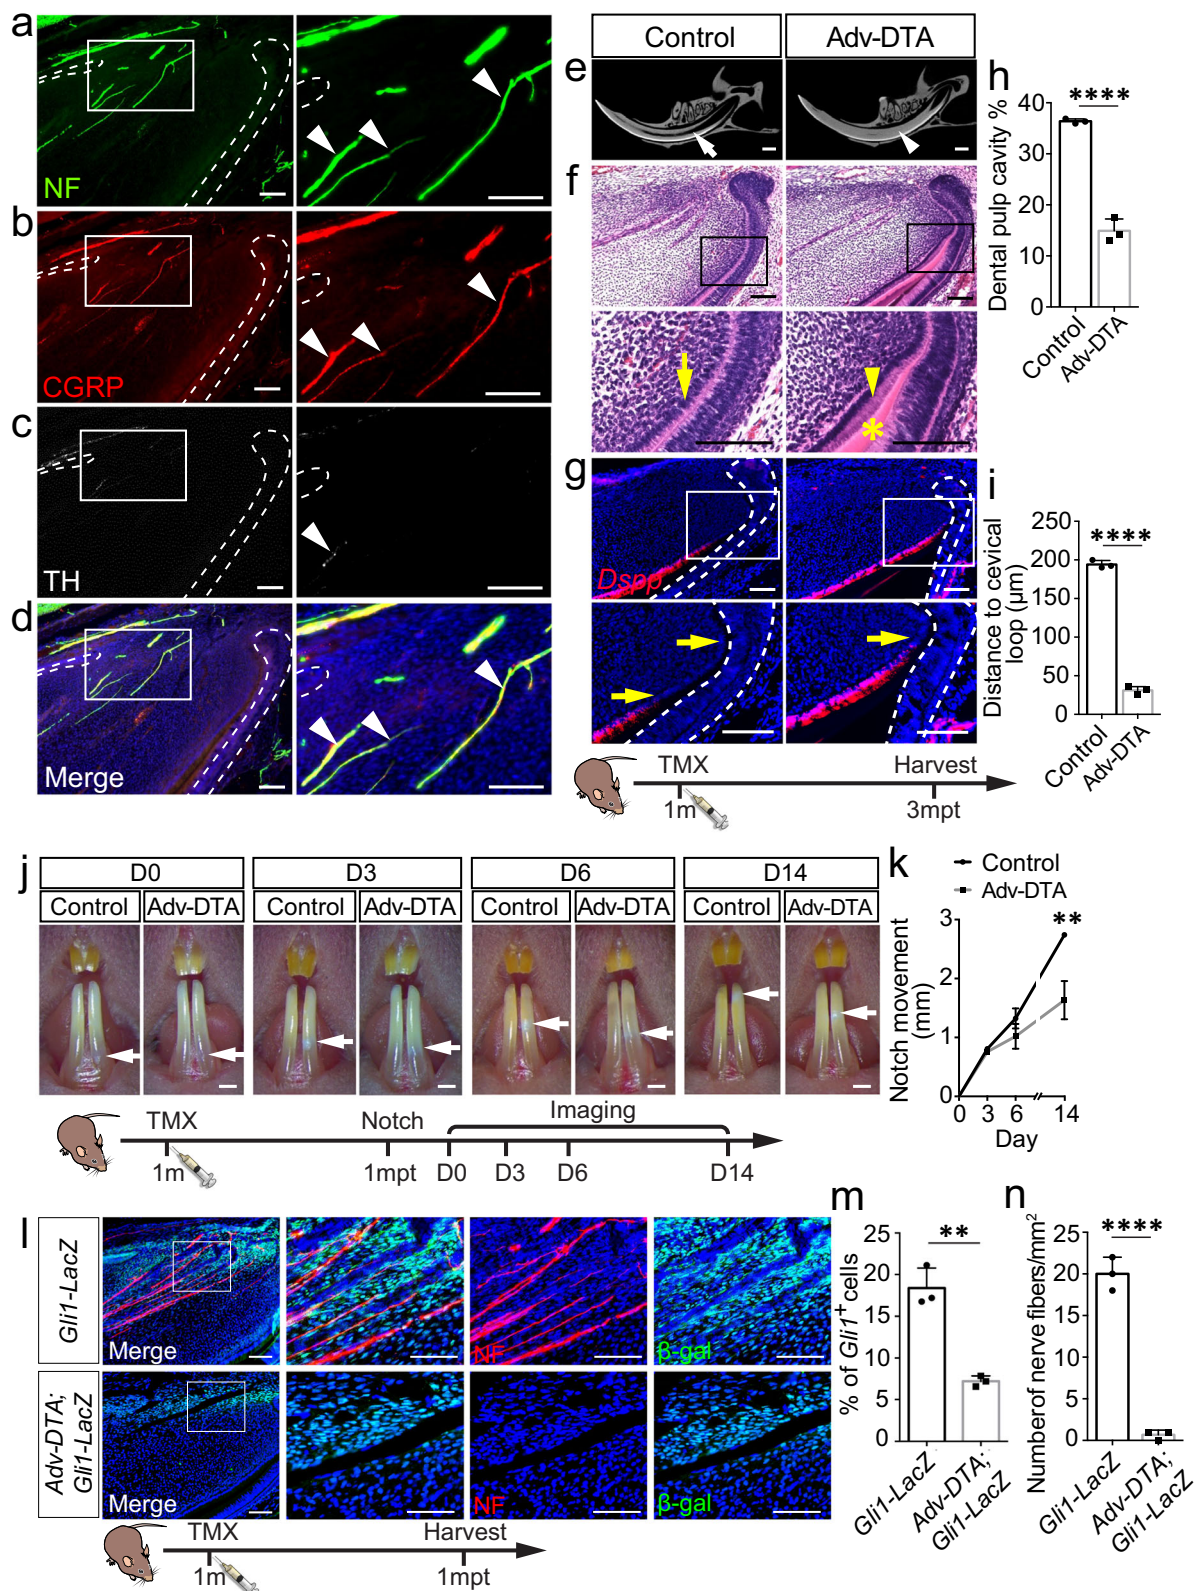 a
NF
b
CGRP
c
TH
d
Merge
Control
Adv-DTA
e
f
*
g
Dspp
h
Dental pulp cavity %
40
30
20
10
0
****
Control
Adv-DTA
i
Distance to cevical
loop (μm)
250
200
150
100
50
0
****
Control
Adv-DTA
TMX
Harvest
1m
3mpt
j
D0
D3
D6
D14
Control
Adv-DTA
Control
Adv-DTA
Control
Adv-DTA
Control
Adv-DTA
TMX
Notch
Imaging
1m
1mpt
D0
D3
D6
D14
k
Control
Adv-DTA
Notch movement
(mm)
3
2
1
0
**
0
3
6
14
Day
l
Gli1-LacZ
Merge
NF
β-gal
Adv-DTA;
Gli1-LacZ
Merge
NF
β-gal
TMX
Harvest
1m
1mpt
m
% of Gli1+cells
25
20
15
10
5
0
**
Gli1-LacZ
Adv-DTA;
Gli1-LacZ
n
Number of nerve fibers/mm2
25
20
15
10
5
0
****
Gli1-LacZ
Adv-DTA;
Gli1-LacZ